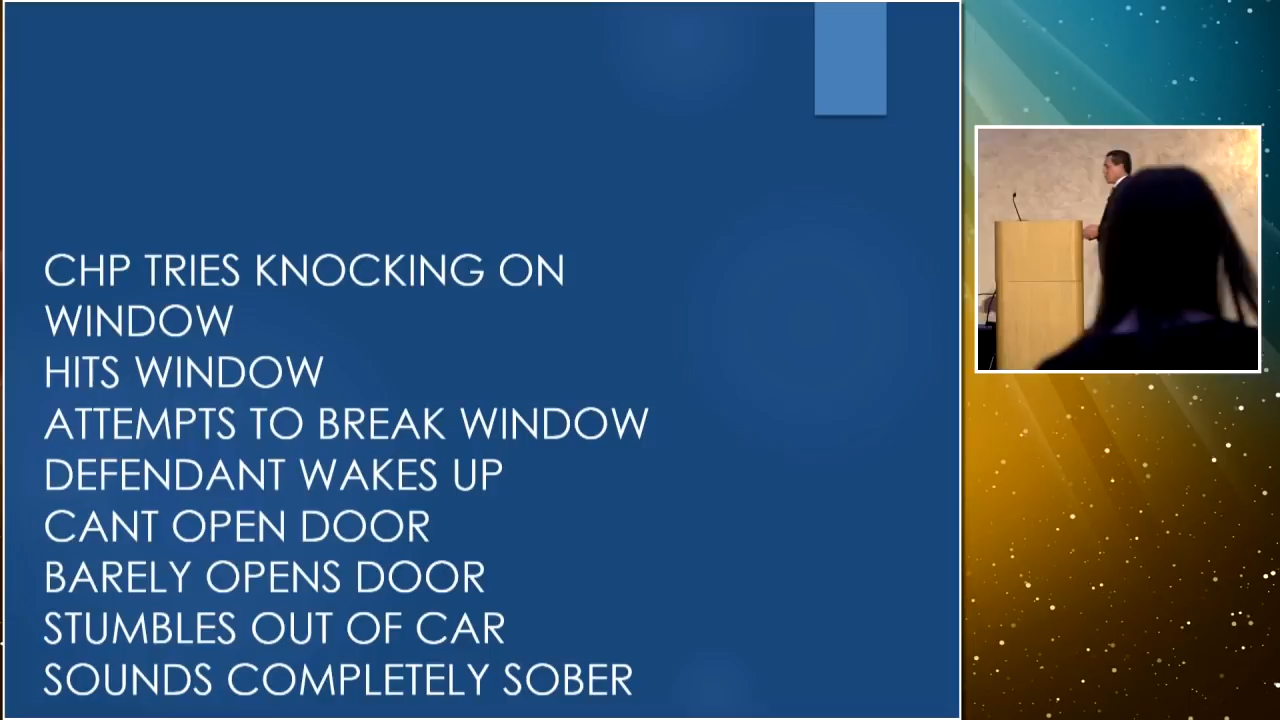 CHP TRIES KNOCKING ON
WINDOW
HITS WINDOW
ATTEMPTS TO BREAK WINDOW
DEFENDANT WAKES UP
CANT OPEN DOOR
BARELY OPENS DOOR
STUMBLES OUT OF CAR
SOUNDS COMPLETELY SOBER